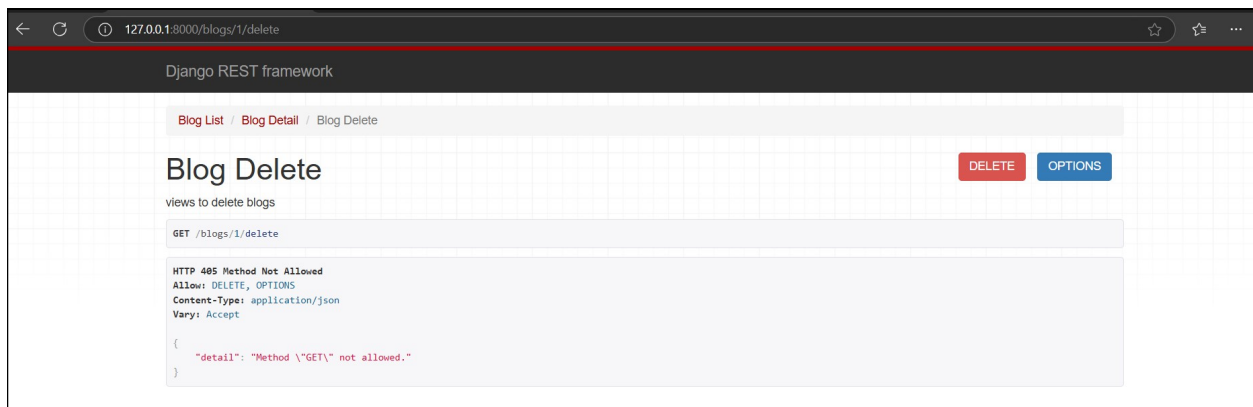 127.0.0.1:8000/blogs/1/delete
Django REST framework
Blog List / Blog Detail / Blog Delete
Blog Delete
DELETE
OPTIONS
views to delete blogs
GET /blogs/1/delete
HTTP 405 Method Not Allowed
Allow: DELETE, OPTIONS
Content-Type: application/json
Vary: Accept
{
"detail": "Method \"GET\" not allowed."
}